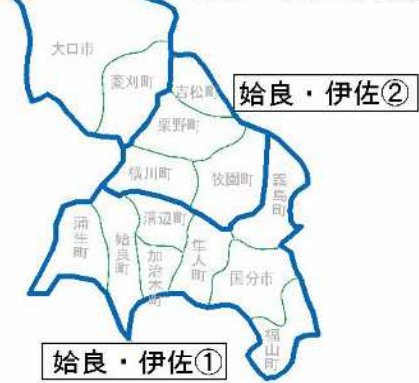 大口市
菱刈町
吉松町
姶良・伊佐②
栗野町
横川町
牧園町
霧島町
蒲生町
姶良町
溝辺町
加治木町
隼人町
国分市
福山町
姶良・伊佐①